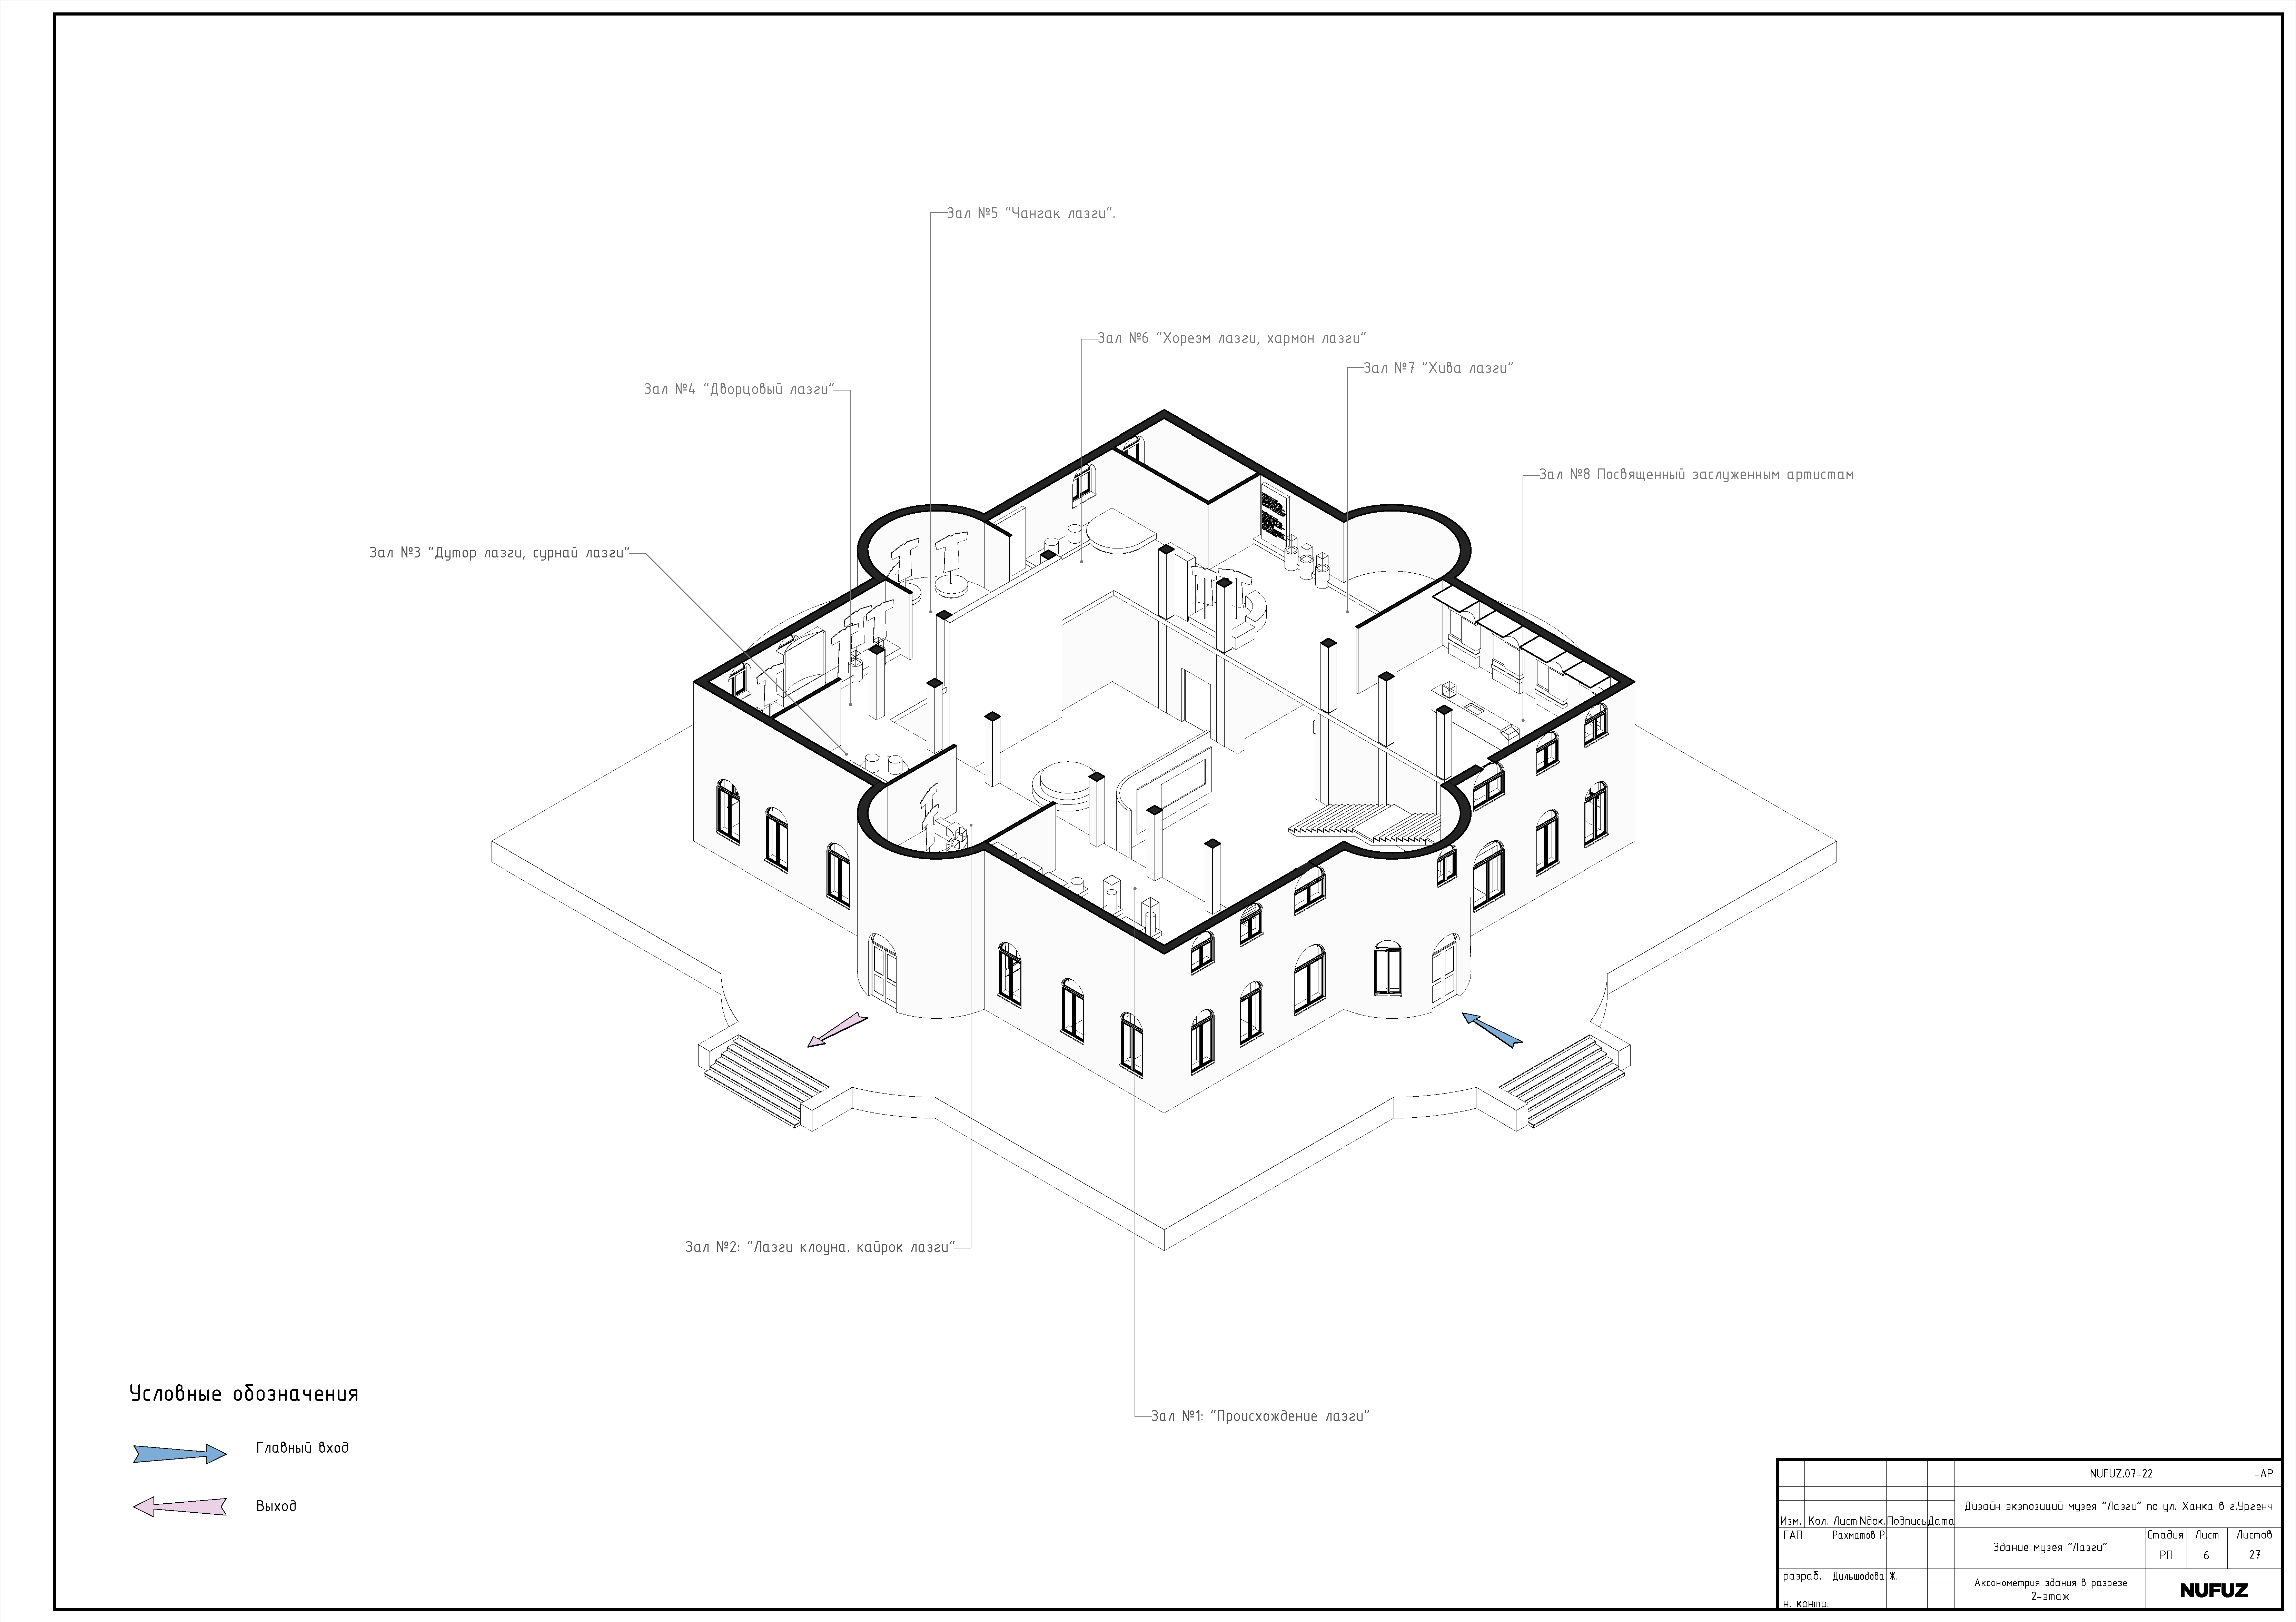 Зал №5 "Чангак лазги".
Зал №6 "Хорезм лазги, хармон лазги"
Зал №7 "Хива лазги"
Зал №4 "Дворцовый лазги"
Зал №8 Посвященный заслуженным артистам
Зал №3 "Дутор лазги, сурнай лазги"
Зал №2: "Лазги клоуна. кайрок лазги"
Зал №1: "Происхождение лазги"
Условные обозначения
Главный вход
Выход
NUFUZ.07-22 -АР
Дизайн экзпозиций музея "Лазги" по ул. Ханка в г.Ургенч
Изм. Кол. Лист Nдок. Подпись Дата
ГАП Рахматов Р.
Здание музея "Лазги"
Стадия Лист Листов
РП 6 27
разраб. Дильшодова Ж.
Аксонометрия здания в разрезе
2-этаж
NUFUZ
н. контр.